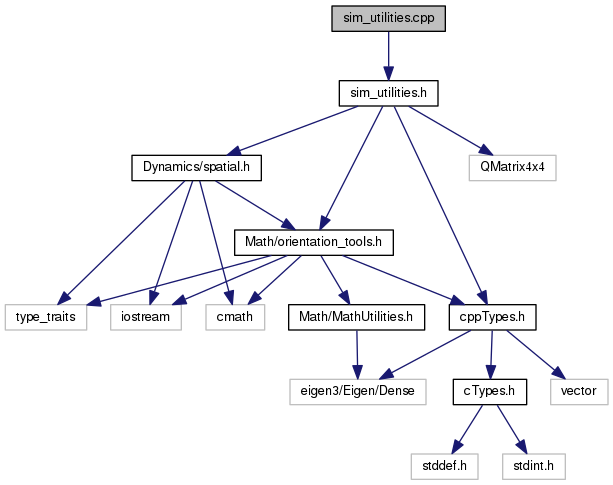 sim_utilities.cpp
sim_utilities.h
Dynamics/spatial.h
QMatrix4x4
Math/orientation_tools.h
type_traits
iostream
cmath
Math/MathUtilities.h
cppTypes.h
eigen3/Eigen/Dense
cTypes.h
vector
stddef.h
stdint.h